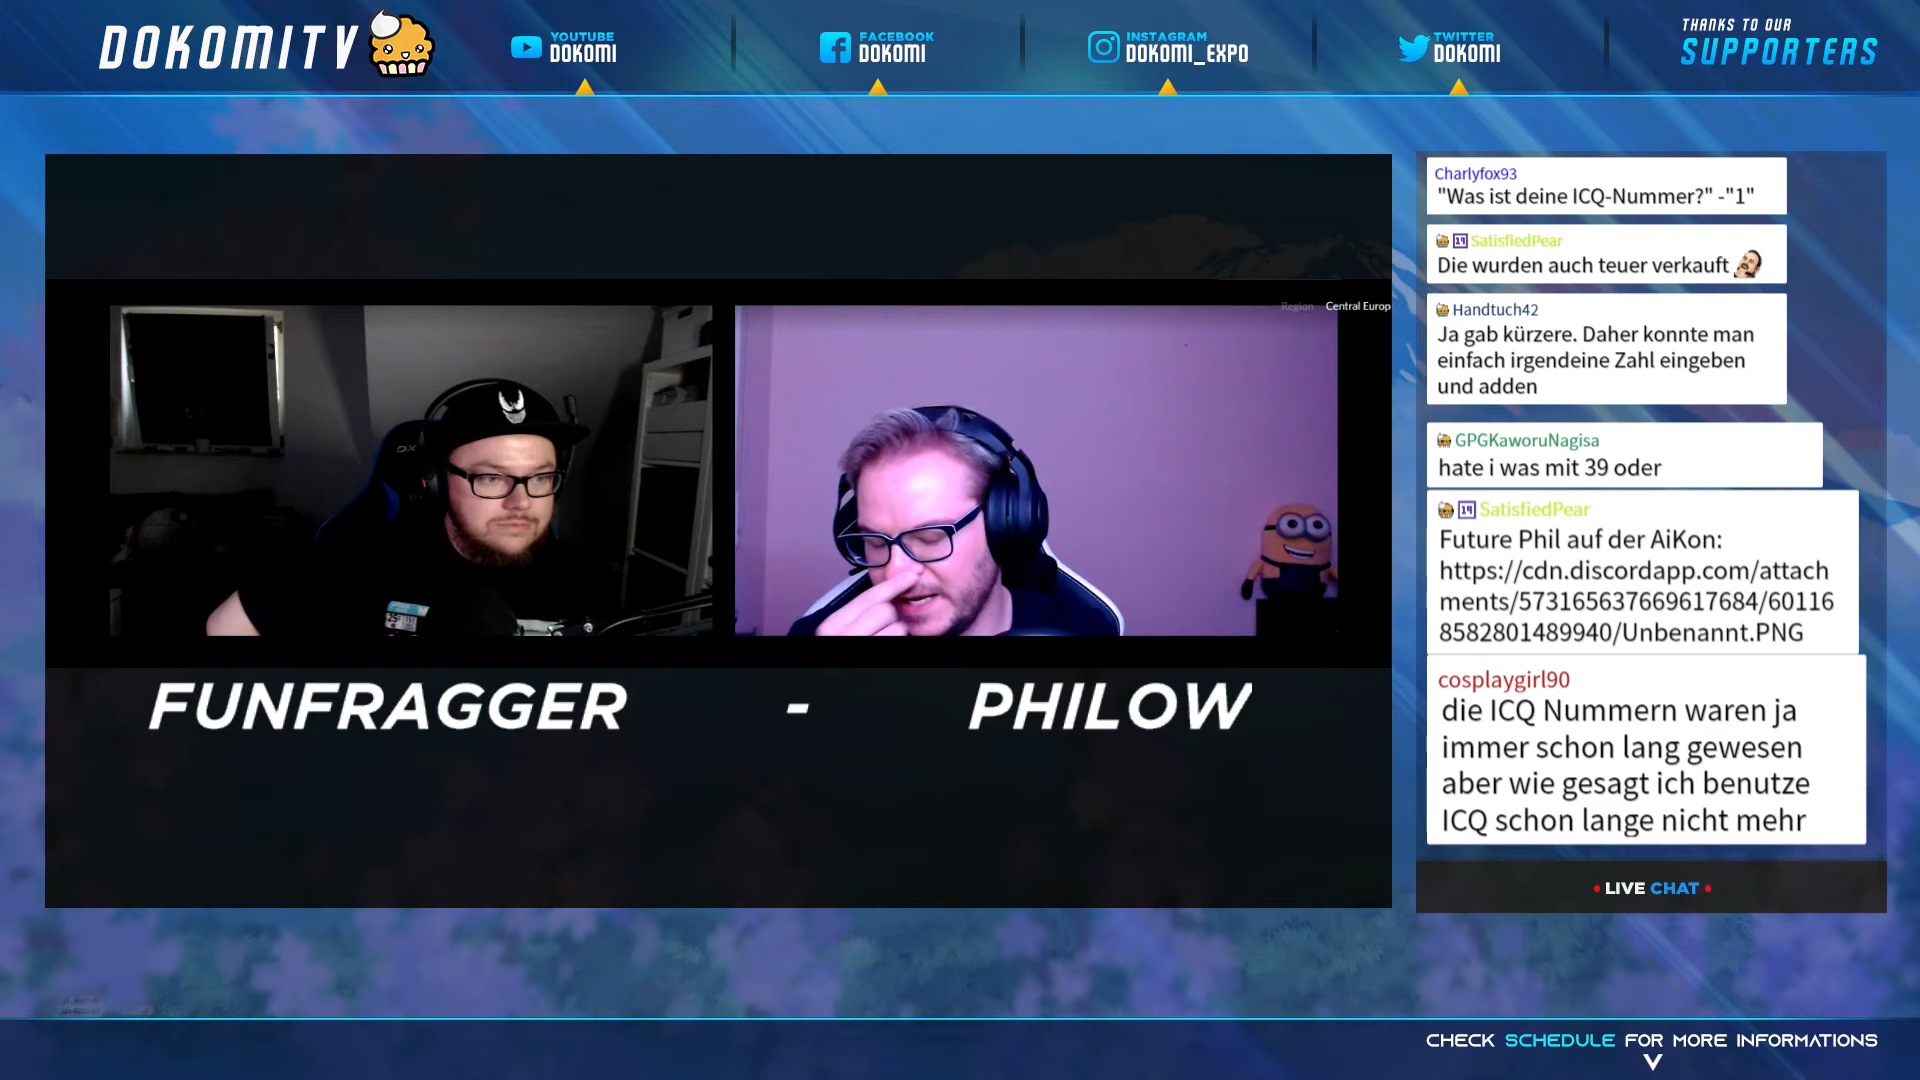 DOKOMITV
YOUTUBE
DOKOMI
FACEBOOK
DOKOMI
INSTAGRAM
DOKOMI_EXPO
TWITTER
DOKOMI
THANKS TO OUR
SUPPORTERS
Region Central Europ
FUNFRAGGER - PHILOW
Charlyfox93
"Was ist deine ICQ-Nummer?" -"1"
SatisfiedPear
Die wurden auch teuer verkauft
Handtuch42
Ja gab kürzere. Daher konnte man
einfach irgendeine Zahl eingeben
und adden
GPGKaworuNagisa
hate i was mit 39 oder
SatisfiedPear
Future Phil auf der AiKon:
https://cdn.discordapp.com/attach
ments/573165637669617684/60116
8582801489940/Unbenannt.PNG
cosplaygirl90
die ICQ Nummern waren ja
immer schon lang gewesen
aber wie gesagt ich benutze
ICQ schon lange nicht mehr
• LIVE CHAT •
CHECK SCHEDULE FOR MORE INFORMATIONS